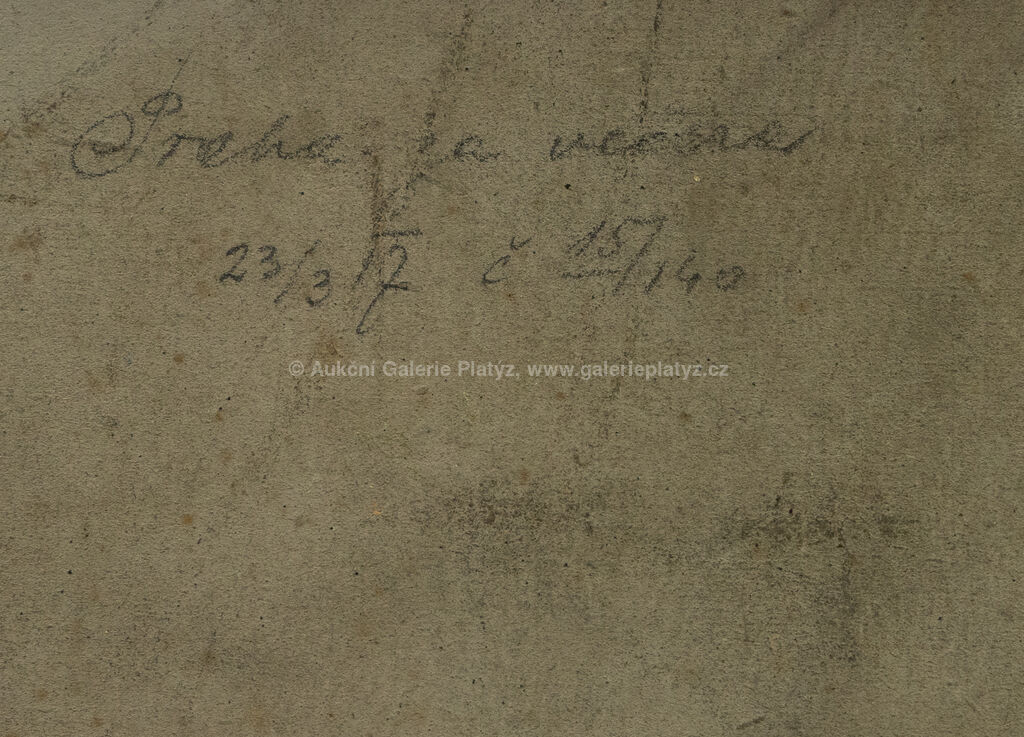 Praha za večera
23/3 17 č 15/140
© Aukční Galerie Platýz, www.galerieplatyz.cz